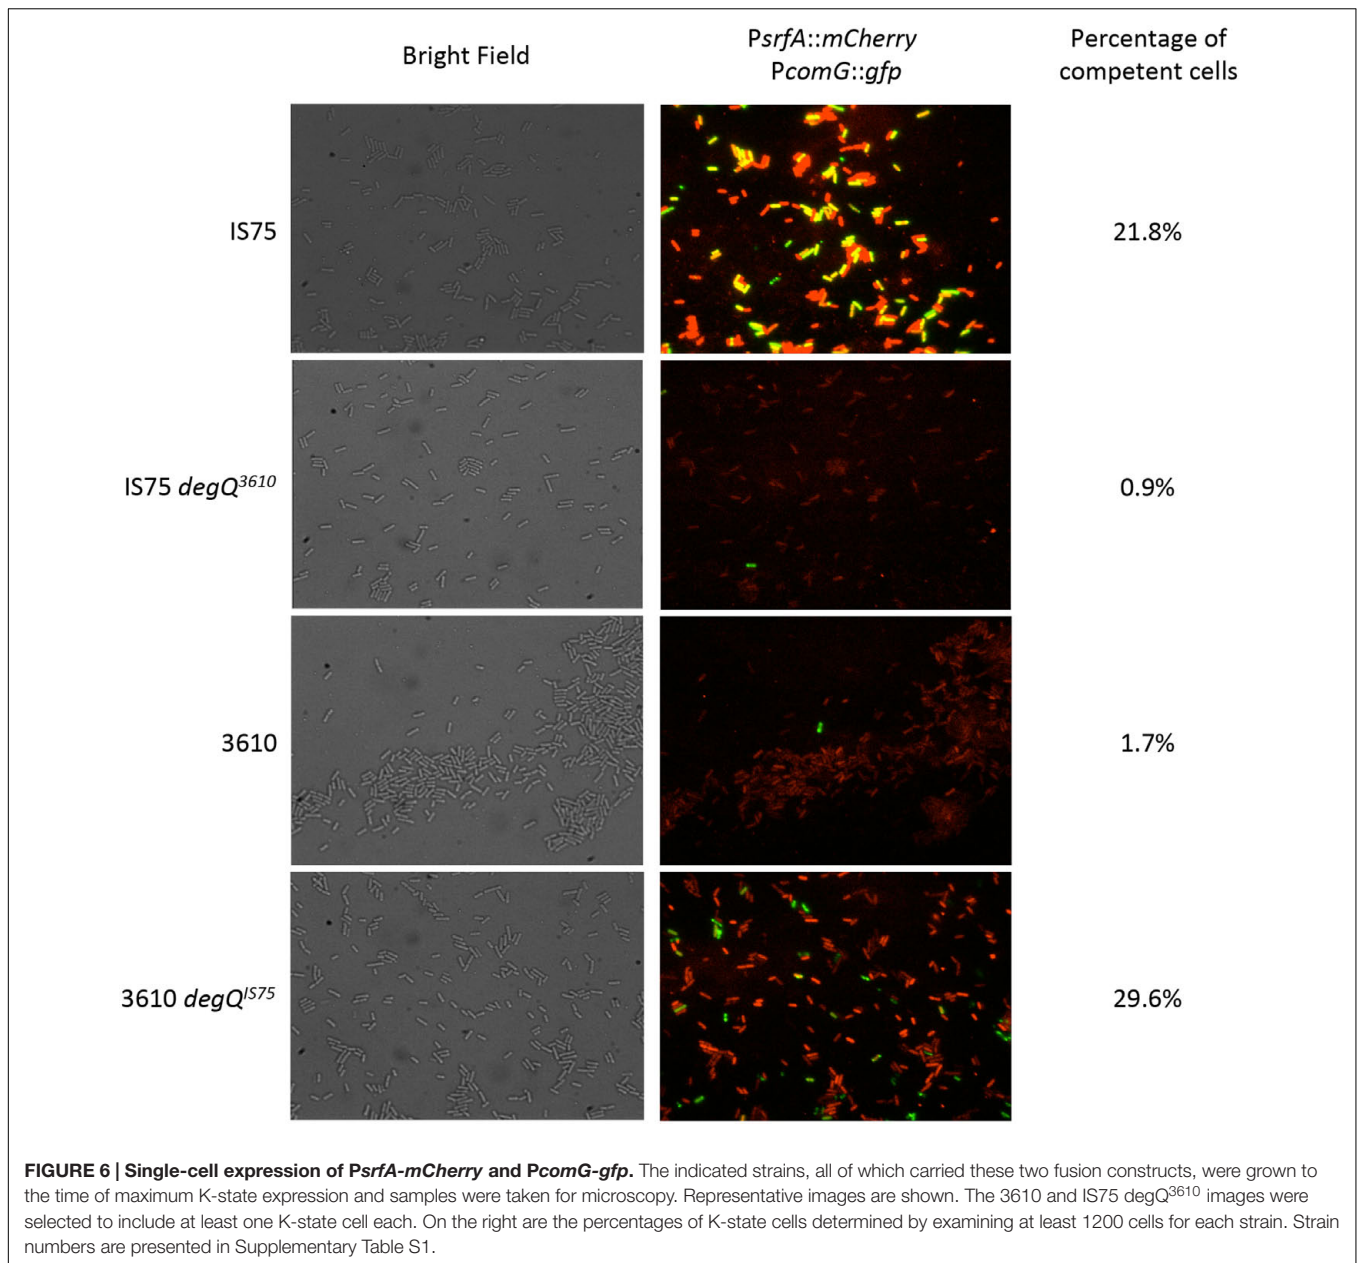 Bright Field
PsrfA::mCherry
PcomG::gfp
Percentage of
competent cells
IS75
21.8%
IS75 degQ3610
0.9%
3610
1.7%
3610 degQIS75
29.6%
FIGURE 6 | Single-cell expression of PsrfA-mCherry and PcomG-gfp. The indicated strains, all of which carried these two fusion constructs, were grown to
the time of maximum K-state expression and samples were taken for microscopy. Representative images are shown. The 3610 and IS75 degQ3610 images were
selected to include at least one K-state cell each. On the right are the percentages of K-state cells determined by examining at least 1200 cells for each strain. Strain
numbers are presented in Supplementary Table S1.